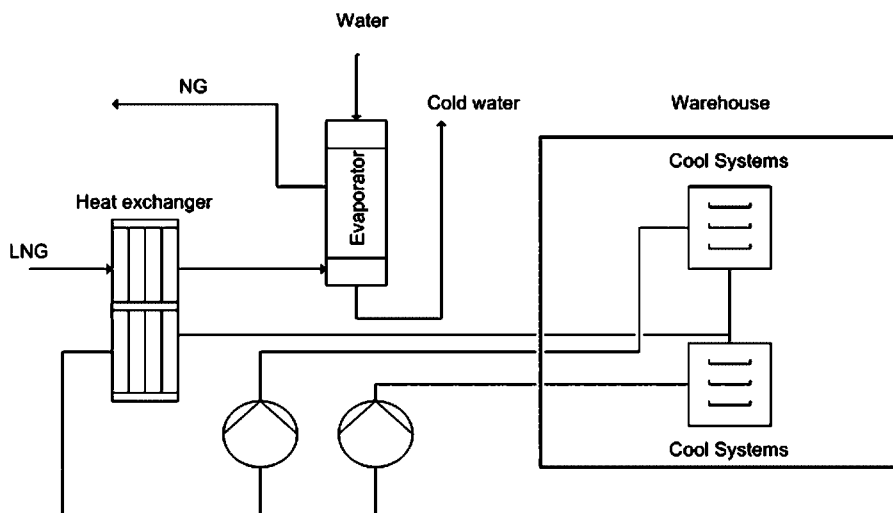 Water
NG
Cold water
Warehouse
Cool Systems
Evaporator
Heat exchanger
LNG
Cool Systems